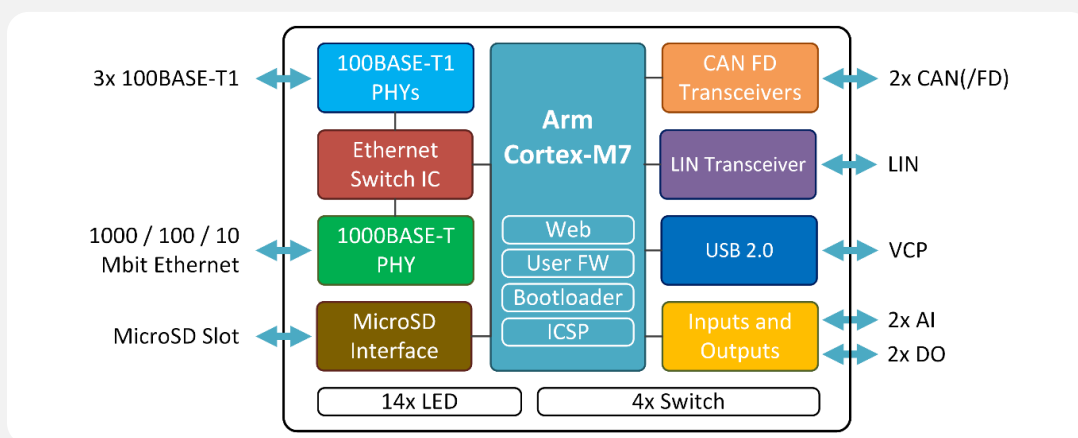 3x 100BASE-T1
1000 / 100 / 10
Mbit Ethernet
MicroSD Slot
100BASE-T1
PHYs
Ethernet
Switch IC
1000BASE-T
PHY
MicroSD
Interface
Arm
Cortex-M7
Web
User FW
Bootloader
ICSP
CAN FD
Transceivers
LIN Transceiver
USB 2.0
Inputs and
Outputs
2x CAN(/FD)
LIN
VCP
2x AI
2x DO
14x LED
4x Switch